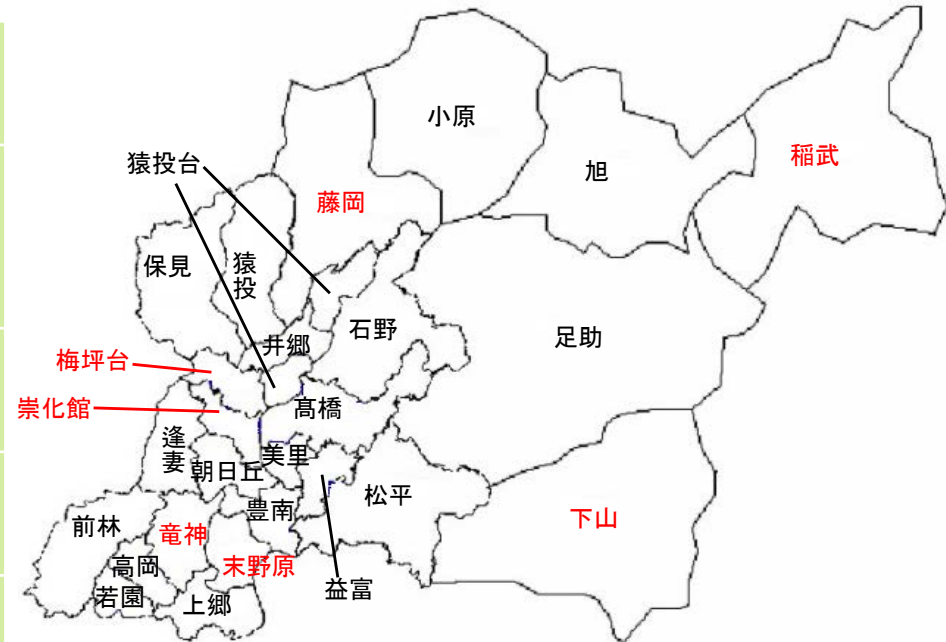 小原
猿投台
旭
稲武
藤岡
保見
猿投
石野
足助
井郷
梅坪台
髙橋
崇化館
逢妻
美里
朝日丘
松平
豊南
下山
前林
竜神
末野原
高岡
益富
若園
上郷